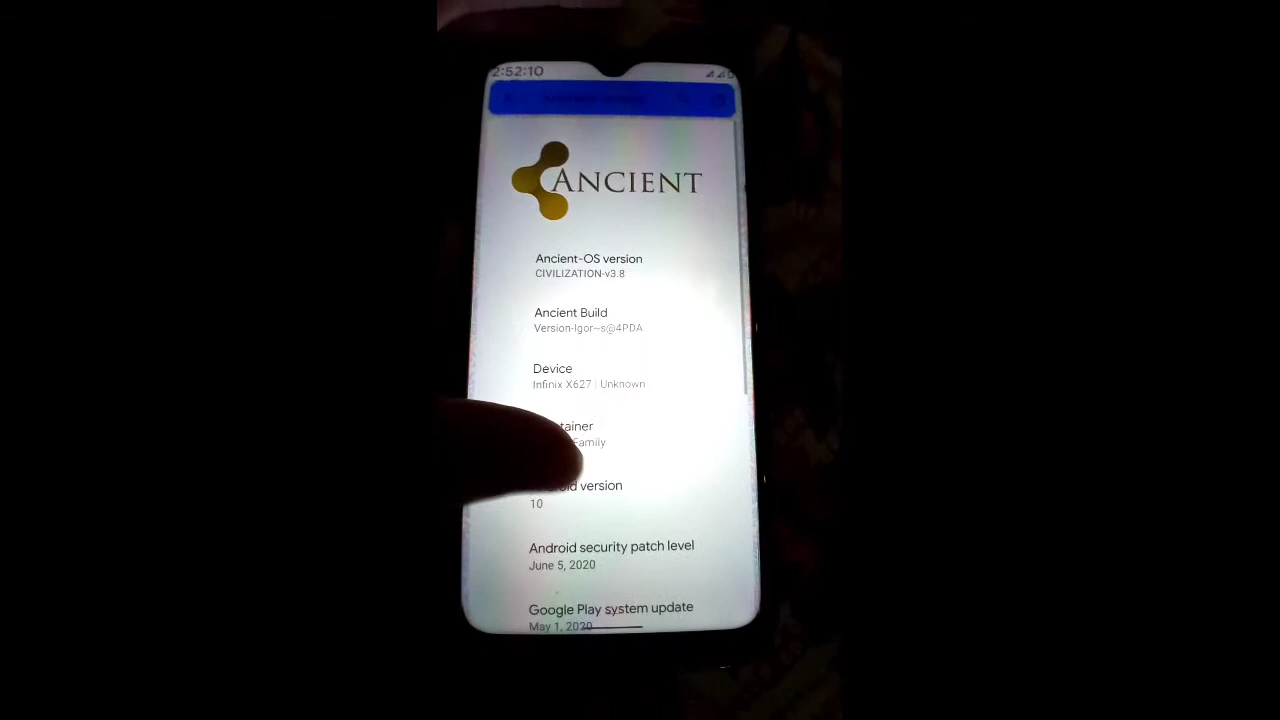 2:52:10
ANCIENT
Ancient-OS version
CIVILIZATION-v3.8
Ancient Build
Version-Igor~s@4PDA
Device
Infinix X627 | Unknown
tainer
Family
version
10
Android security patch level
June 5, 2020
Google Play system update
May 1, 2020